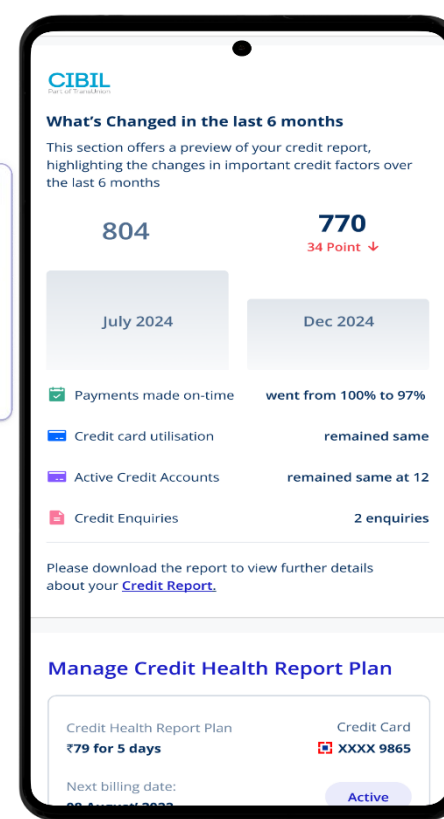 CIBIL
Part of TransUnion
What's Changed in the last 6 months
This section offers a preview of your credit report,
highlighting the changes in important credit factors over
the last 6 months
804
770
34 Point
July 2024
Dec 2024
Payments made on-time went from 100% to 97%
Credit card utilisation remained same
Active Credit Accounts remained same at 12
Credit Enquiries 2 enquiries
Please download the report to view further details
about your Credit Report.
Manage Credit Health Report Plan
Credit Health Report Plan Credit Card
₹79 for 5 days XXXX 9865
Next billing date:
Active